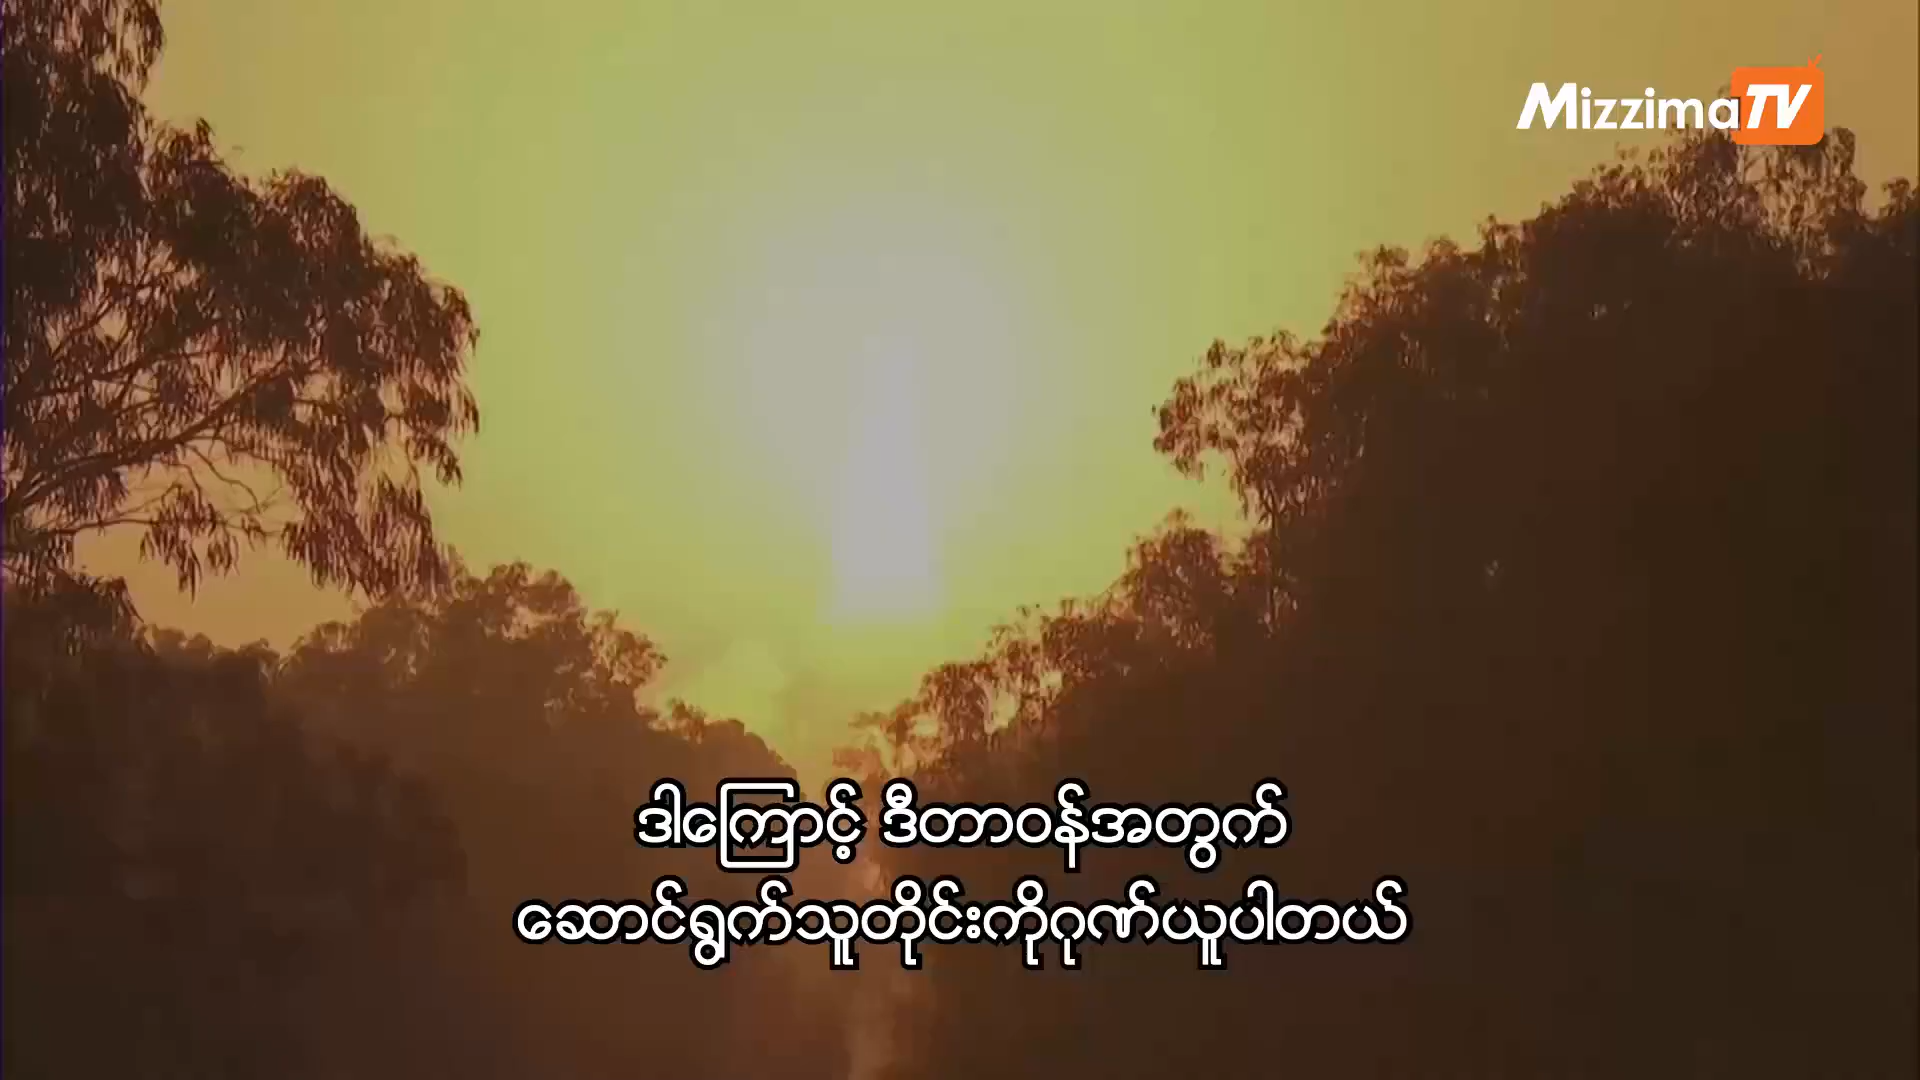 MizzimaTV
ဒါကြောင့် ဒီတာဝန်အတွက်
ဆောင်ရွက်သူတိုင်းကိုဂုဏ်ယူပါတယ်